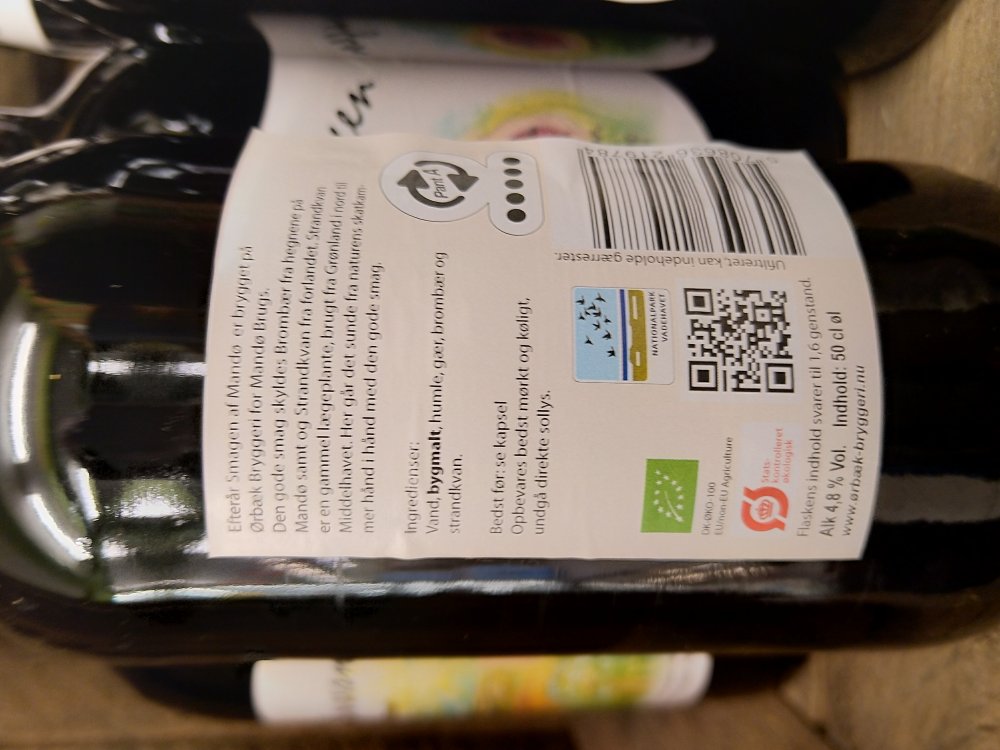 Efterår Smagen af Mandø er brygget på
Ørbæk Bryggeri for Mandø Brugs.
Den gode smag skyldes Brombær fra hegnene på
Mandø samt og Strandkvan fra forlandet. Strandkvan
er en gammel lægeplante, brugt fra Grønland i nord til
Middelhavet. Her går det sunde fra naturens skatkam-
mer hånd i hånd med den gode smag.
Ingredienser:
Vand, bygmalt, humle, gær, brombær og
strandkvan.
Bedst før: se kapsel
Opbevares bedst mørkt og køligt,
undgå direkte sollys.
Pant A
Ufiltreret, kan indeholde gærrester.
NATIONALPARK
VADEHAVET
DK-ØKO-100
EU/non-EU Agriculture
Stats-
kontrolleret
økologisk
Flaskens indhold svarer til 1,6 genstand.
Alk 4,8 % Vol. Indhold: 50 cl øl
www.ørbæk-bryggeri.nu